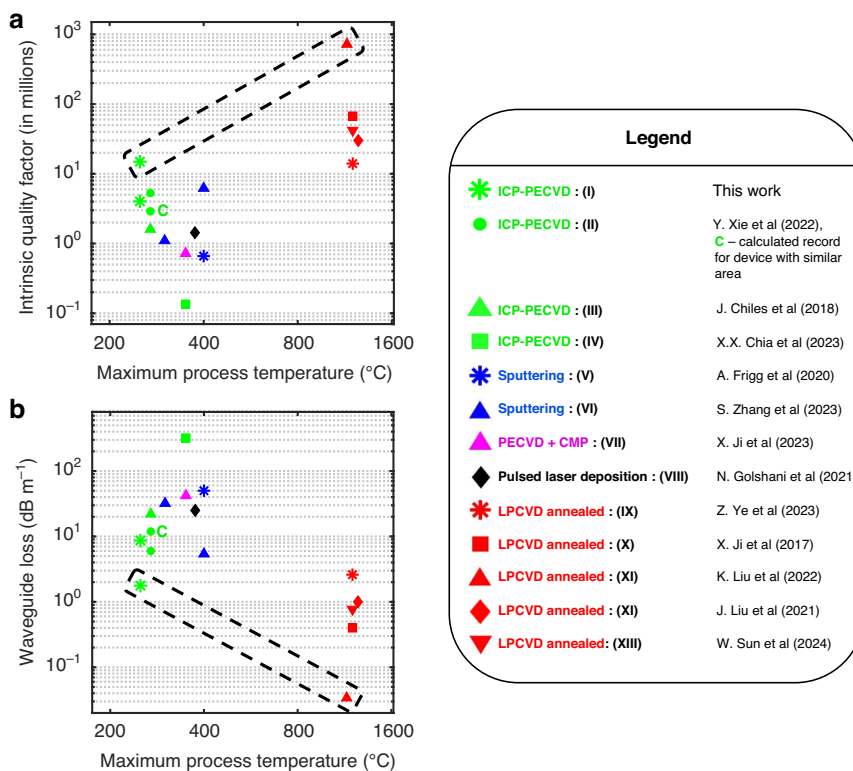 a
Intrinsic quality factor (in millions)
10³
10²
10¹
10⁰
10⁻¹
C
200 400 800 1600
Maximum process temperature (°C)
b
Waveguide loss (dB m⁻¹)
10²
10¹
10⁰
10⁻¹
C
200 400 800 1600
Maximum process temperature (°C)
Legend
ICP-PECVD : (I) This work
ICP-PECVD : (II) Y. Xie et al (2022),
C – calculated record
for device with similar
area
ICP-PECVD : (III) J. Chiles et al (2018)
ICP-PECVD : (IV) X.X. Chia et al (2023)
Sputtering : (V) A. Frigg et al (2020)
Sputtering : (VI) S. Zhang et al (2023)
PECVD + CMP : (VII) X. Ji et al (2023)
Pulsed laser deposition : (VIII) N. Golshani et al (2021
LPCVD annealed : (IX) Z. Ye et al (2023)
LPCVD annealed : (X) X. Ji et al (2017)
LPCVD annealed : (XI) K. Liu et al (2022)
LPCVD annealed : (XI) J. Liu et al (2021)
LPCVD annealed: (XIII) W. Sun et al (2024)